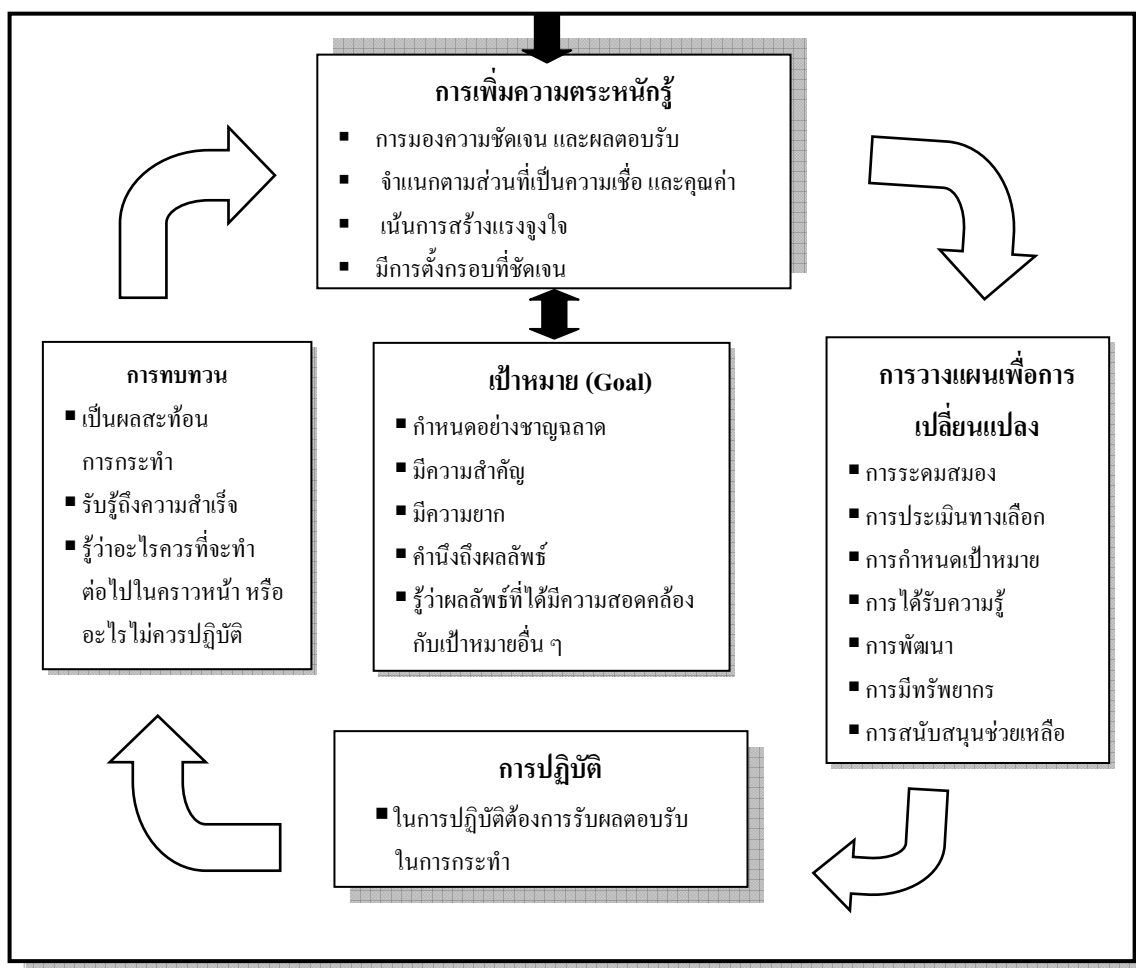 การเพิ่มความตระหนักรู้
▪ การมองความชัดเจน และผลตอบรับ
▪ จำแนกตามส่วนที่เป็นความเชื่อ และคุณค่า
▪ เน้นการสร้างแรงจูงใจ
▪ มีการตั้งกรอบที่ชัดเจน
การทบทวน
▪ เป็นผลสะท้อน
การกระทำ
▪ รับรู้ถึงความสำเร็จ
▪ รู้ว่าอะไรควรที่จะทำ
ต่อไปในคราวหน้า หรือ
อะไรไม่ควรปฏิบัติ
เป้าหมาย (Goal)
▪ กำหนดอย่างชาญฉลาด
▪ มีความสำคัญ
▪ มีความยาก
▪ คำนึงถึงผลลัพธ์
▪ รู้ว่าผลลัพธ์ที่ได้มีความสอดคล้อง
กับเป้าหมายอื่น ๆ
การวางแผนเพื่อการ
เปลี่ยนแปลง
▪ การระดมสมอง
▪ การประเมินทางเลือก
▪ การกำหนดเป้าหมาย
▪ การได้รับความรู้
▪ การพัฒนา
▪ การมีทรัพยากร
▪ การสนับสนุนช่วยเหลือ
การปฏิบัติ
▪ ในการปฏิบัติต้องการรับผลตอบรับ
ในการกระทำ